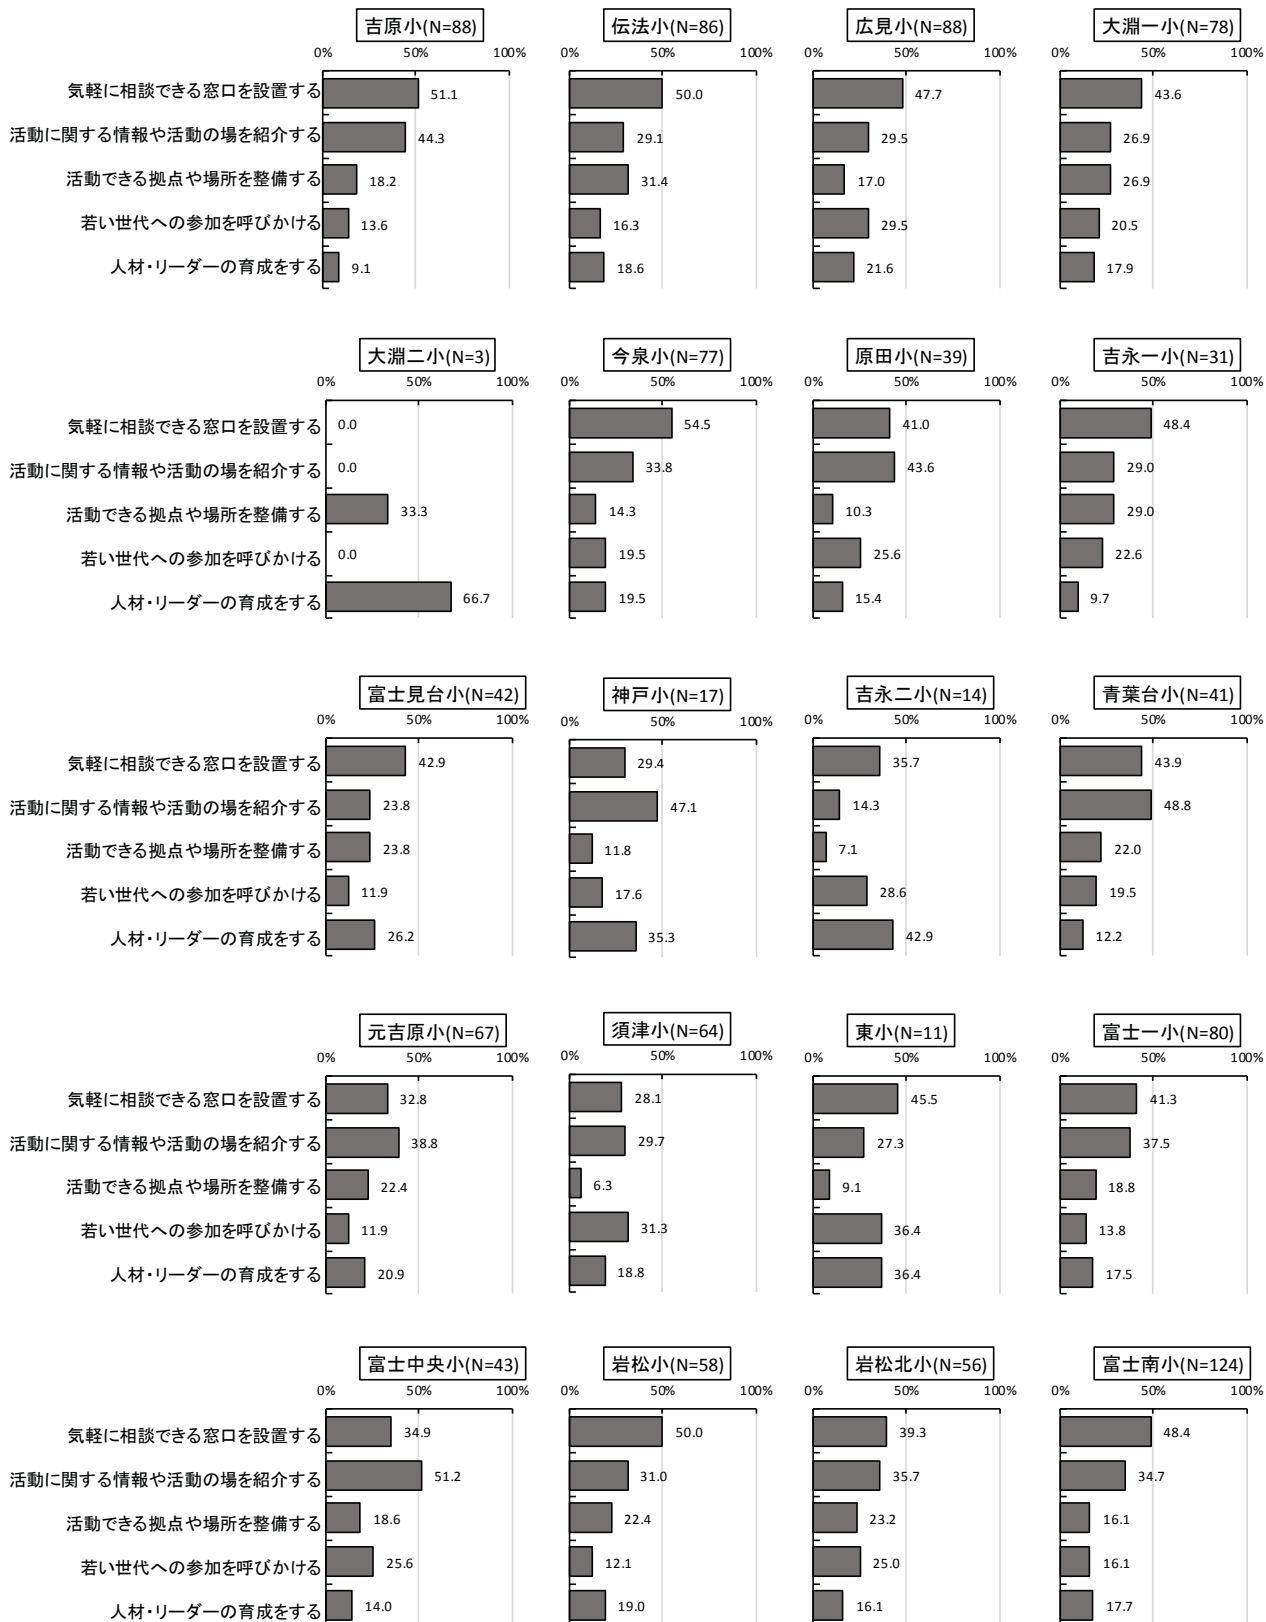 吉原小(N=88)
伝法小(N=86)
広見小(N=88)
大淵一小(N=78)
0% 50% 100%
0% 50% 100%
0% 50% 100%
0% 50% 100%
気軽に相談できる窓口を設置する 51.1 50.0 47.7 43.6
活動に関する情報や活動の場を紹介する 44.3 29.1 29.5 26.9
活動できる拠点や場所を整備する 18.2 31.4 17.0 26.9
若い世代への参加を呼びかける 13.6 16.3 29.5 20.5
人材・リーダーの育成をする 9.1 18.6 21.6 17.9
大淵二小(N=3)
今泉小(N=77)
原田小(N=39)
吉永一小(N=31)
0% 50% 100%
0% 50% 100%
0% 50% 100%
0% 50% 100%
気軽に相談できる窓口を設置する 0.0 54.5 41.0 48.4
活動に関する情報や活動の場を紹介する 0.0 33.8 43.6 29.0
活動できる拠点や場所を整備する 33.3 14.3 10.3 29.0
若い世代への参加を呼びかける 0.0 19.5 25.6 22.6
人材・リーダーの育成をする 66.7 19.5 15.4 9.7
富士見台小(N=42)
神戸小(N=17)
吉永二小(N=14)
青葉台小(N=41)
0% 50% 100%
0% 50% 100%
0% 50% 100%
0% 50% 100%
気軽に相談できる窓口を設置する 42.9 29.4 35.7 43.9
活動に関する情報や活動の場を紹介する 23.8 47.1 14.3 48.8
活動できる拠点や場所を整備する 23.8 11.8 7.1 22.0
若い世代への参加を呼びかける 11.9 17.6 28.6 19.5
人材・リーダーの育成をする 26.2 35.3 42.9 12.2
元吉原小(N=67)
須津小(N=64)
東小(N=11)
富士一小(N=80)
0% 50% 100%
0% 50% 100%
0% 50% 100%
0% 50% 100%
気軽に相談できる窓口を設置する 32.8 28.1 45.5 41.3
活動に関する情報や活動の場を紹介する 38.8 29.7 27.3 37.5
活動できる拠点や場所を整備する 22.4 6.3 9.1 18.8
若い世代への参加を呼びかける 11.9 31.3 36.4 13.8
人材・リーダーの育成をする 20.9 18.8 36.4 17.5
富士中央小(N=43)
岩松小(N=58)
岩松北小(N=56)
富士南小(N=124)
0% 50% 100%
0% 50% 100%
0% 50% 100%
0% 50% 100%
気軽に相談できる窓口を設置する 34.9 50.0 39.3 48.4
活動に関する情報や活動の場を紹介する 51.2 31.0 35.7 34.7
活動できる拠点や場所を整備する 18.6 22.4 23.2 16.1
若い世代への参加を呼びかける 25.6 12.1 25.0 16.1
人材・リーダーの育成をする 14.0 19.0 16.1 17.7